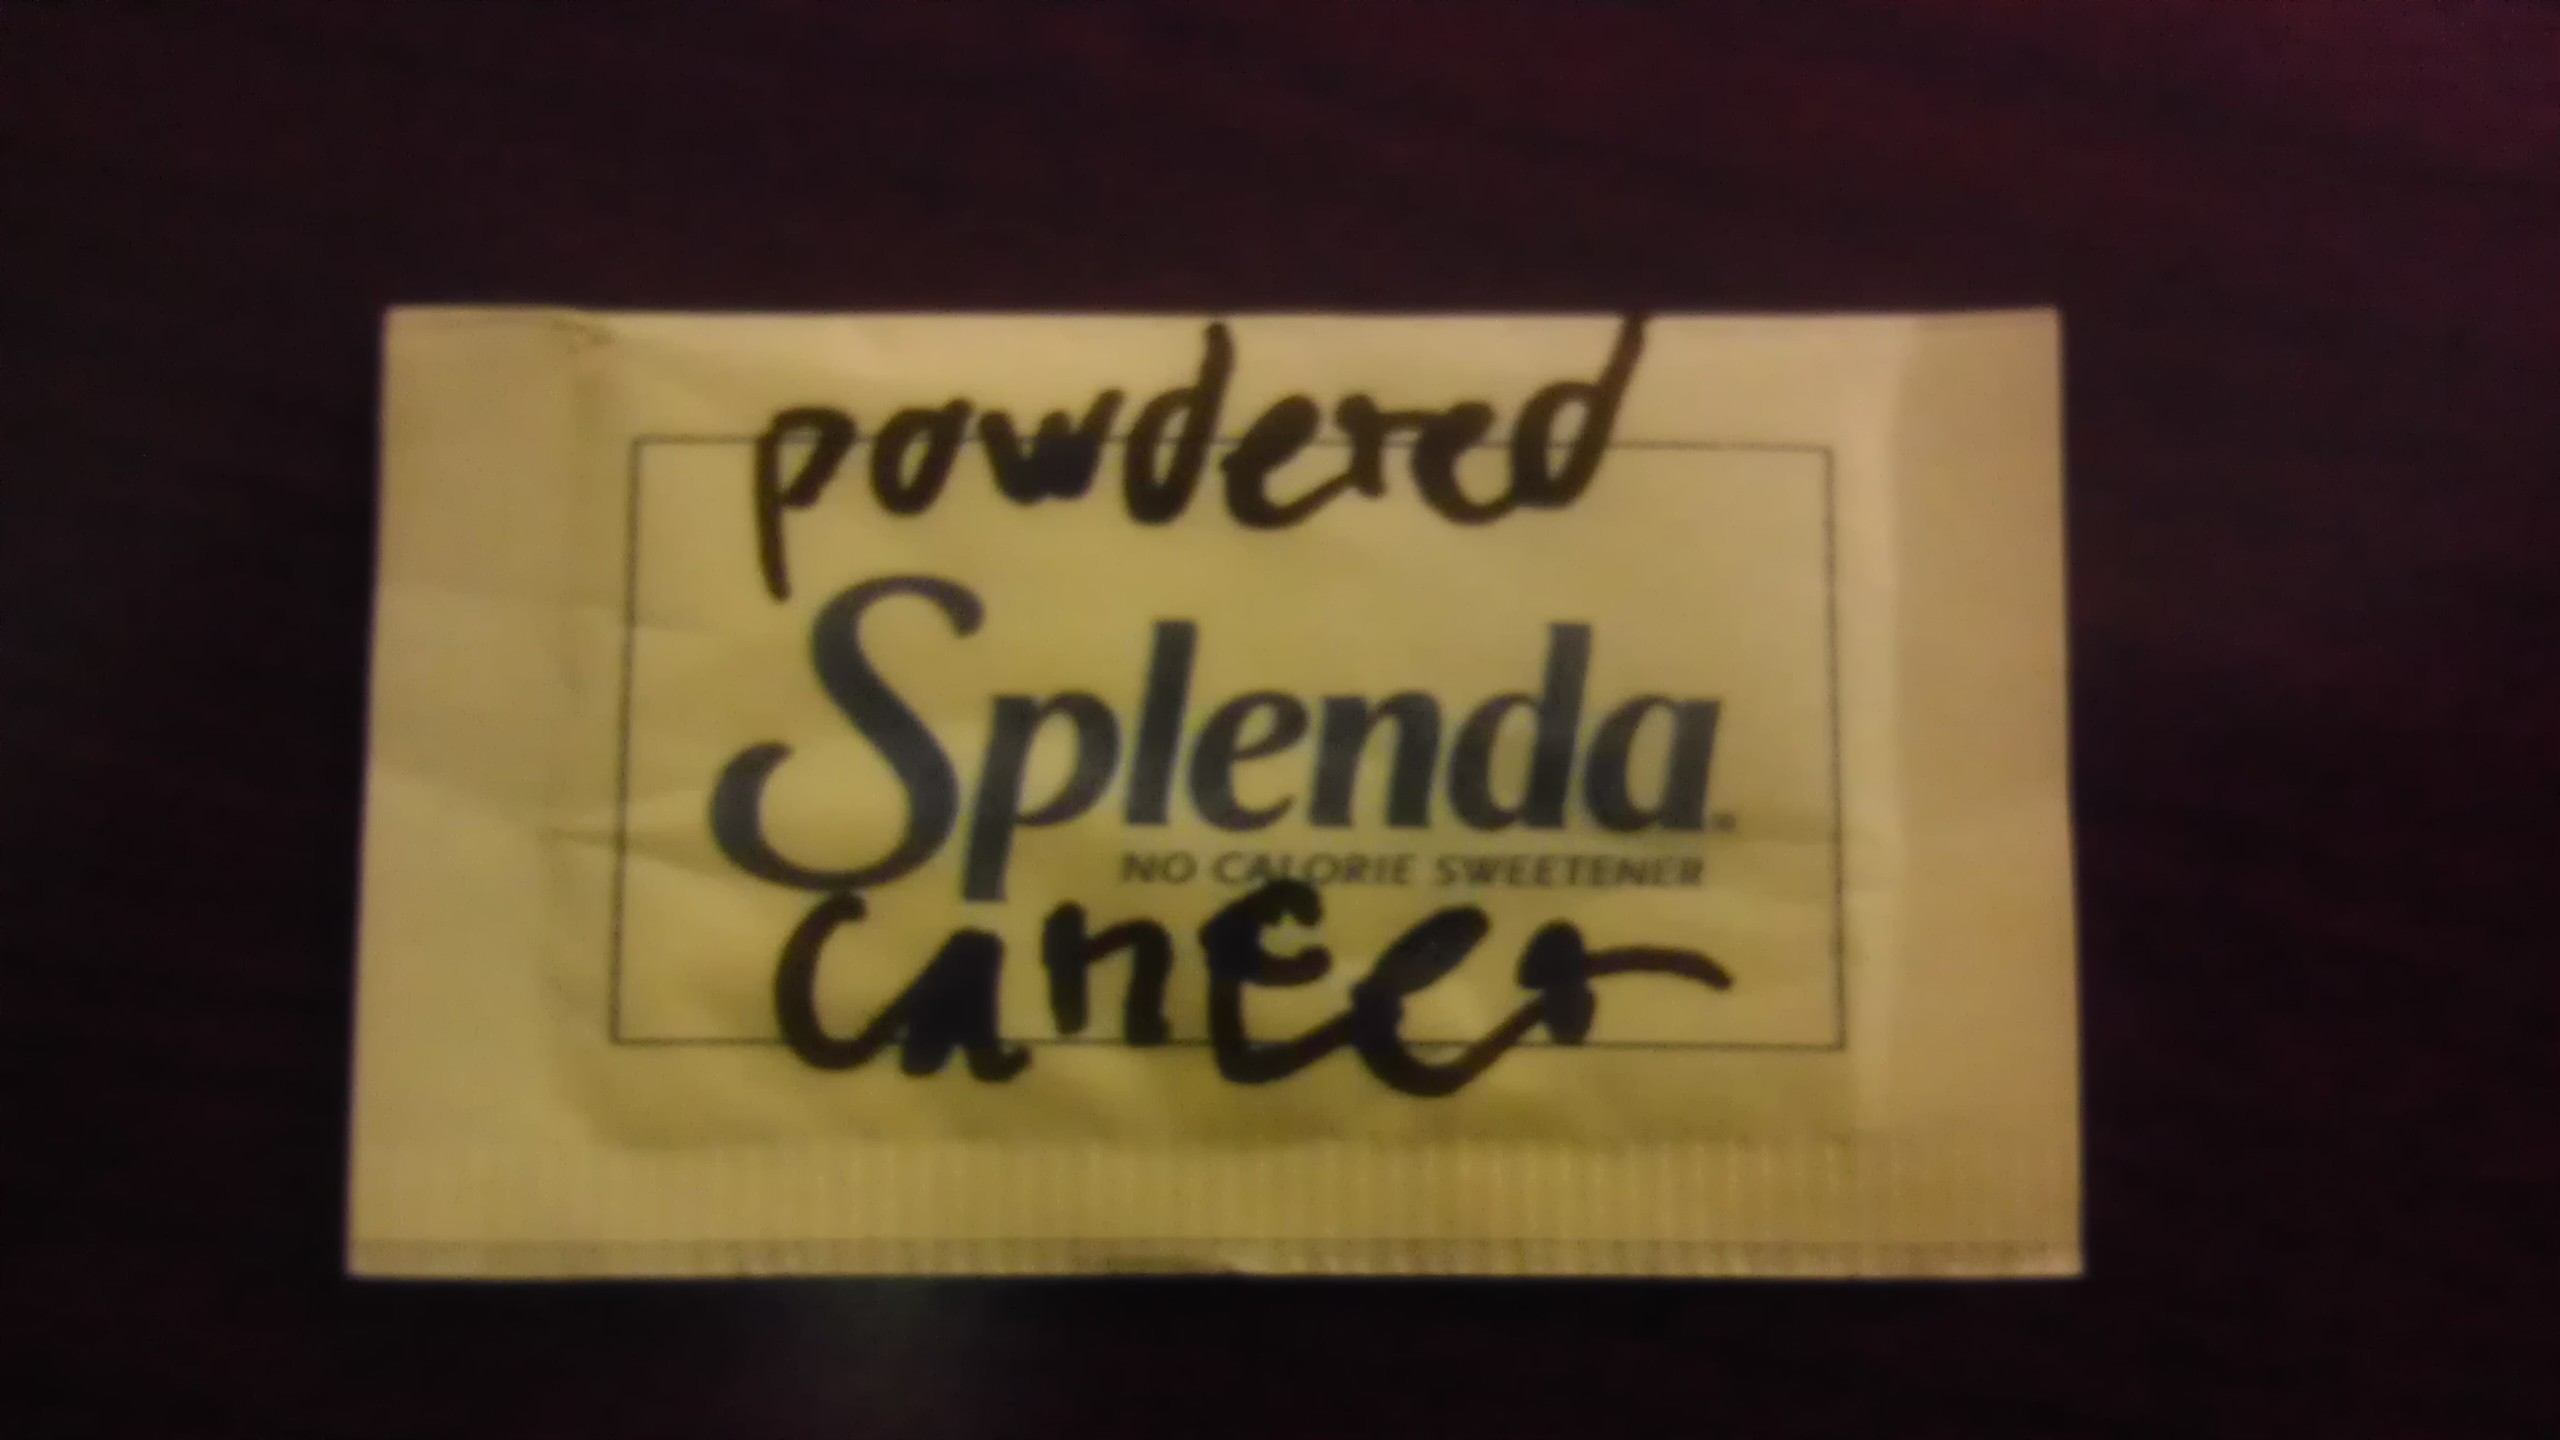 powdered
Splenda
NO CALORIE SWEETENER
cancer